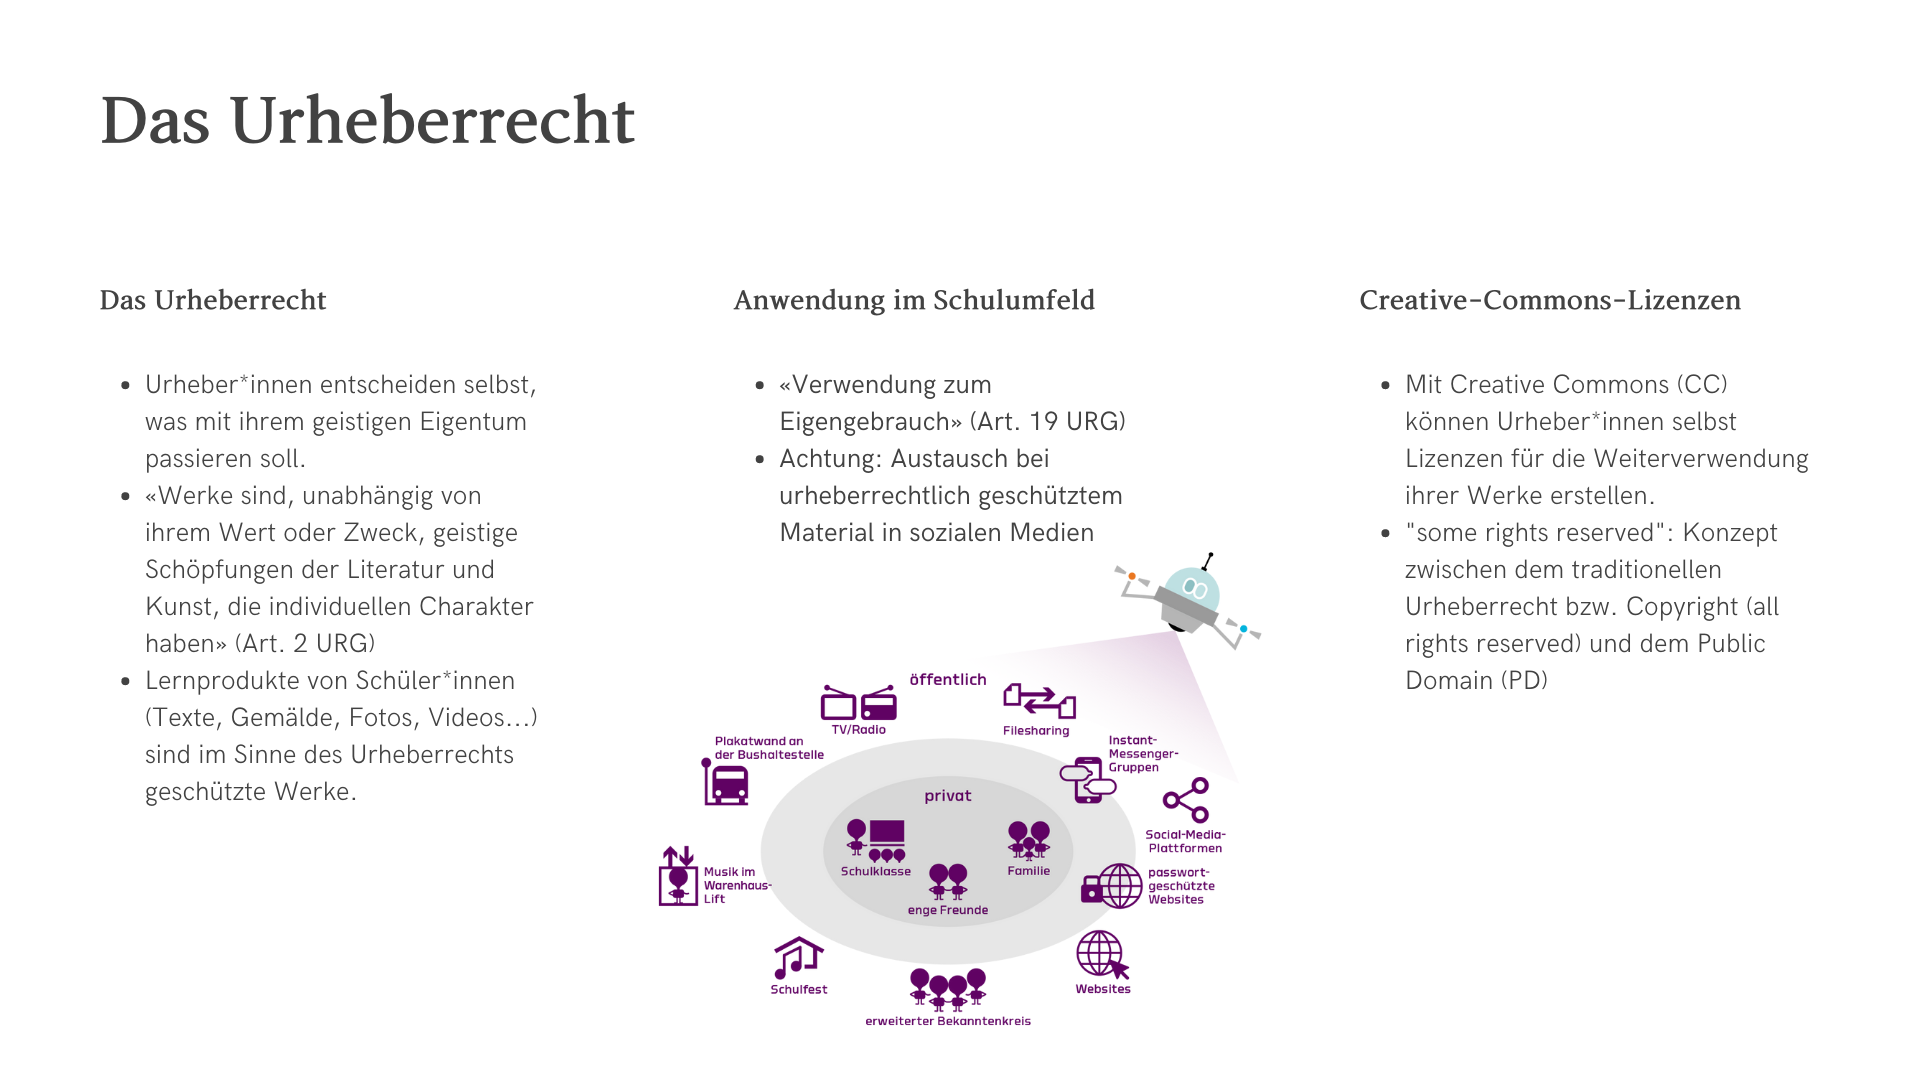 Das Urheberrecht
Das Urheberrecht
Urheber*innen entscheiden selbst,
was mit ihrem geistigen Eigentum
passieren soll.
«Werke sind, unabhängig von
ihrem Wert oder Zweck, geistige
Schöpfungen der Literatur und
Kunst, die individuellen Charakter
haben» (Art. 2 URG)
Lernprodukte von Schüler*innen
(Texte, Gemälde, Fotos, Videos...)
sind im Sinne des Urheberrechts
geschützte Werke.
Anwendung im Schulumfeld
«Verwendung zum
Eigengebrauch» (Art. 19 URG)
Achtung: Austausch bei
urheberrechtlich geschütztem
Material in sozialen Medien
öffentlich
TV/Radio
Filesharing
Plakatwand an
der Bushaltestelle
Instant-
Messenger-
Gruppen
privat
Social-Media-
Plattformen
Schulklasse
Familie
enge Freunde
Musik im
Warenhaus-
Lift
passwort-
geschützte
Websites
Schulfest
Websites
erweiterter Bekanntenkreis
Creative-Commons-Lizenzen
Mit Creative Commons (CC)
können Urheber*innen selbst
Lizenzen für die Weiterverwendung
ihrer Werke erstellen.
"some rights reserved": Konzept
zwischen dem traditionellen
Urheberrecht bzw. Copyright (all
rights reserved) und dem Public
Domain (PD)